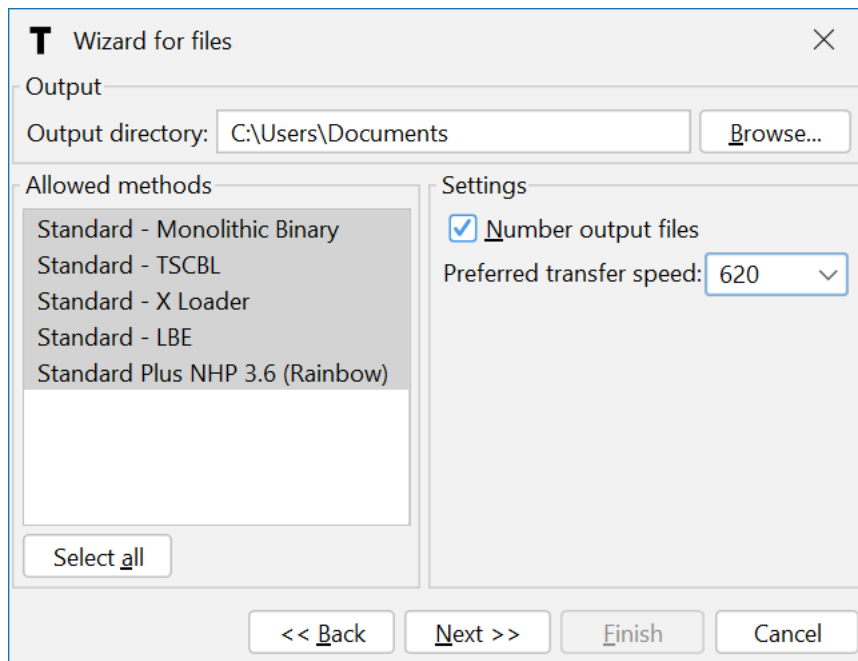 T Wizard for files
Output
Output directory: C:\Users\Documents Browse...
Allowed methods
Standard - Monolithic Binary
Standard - TSCBL
Standard - X Loader
Standard - LBE
Standard Plus NHP 3.6 (Rainbow)
Select all
Settings
Number output files
Preferred transfer speed: 620
<< Back Next >> Finish Cancel